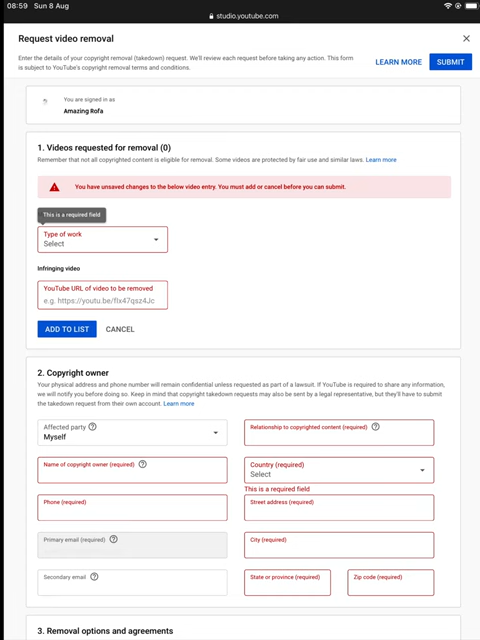 08:59 Sun 8 Aug
studio.youtube.com
Request video removal
Enter the details of your copyright removal (takedown) request. We'll review each request before taking any action. This form
is subject to YouTube's copyright removal terms and conditions.
LEARN MORE
SUBMIT
You are signed in as
Amazing Rofa
1. Videos requested for removal (0)
Remember that not all copyrighted content is eligible for removal. Some videos are protected by fair use and similar laws. Learn more
You have unsaved changes to the below video entry. You must add or cancel before you can submit.
This is a required field
Type of work
Select
Infringing video
YouTube URL of video to be removed
e.g. https://youtu.be/fIx47qsz4Jc
ADD TO LIST
CANCEL
2. Copyright owner
Your physical address and phone number will remain confidential unless requested as part of a lawsuit. If YouTube is required to share any information,
we will notify you before doing so. Keep in mind that copyright takedown requests may also be sent by a legal representative, but they'll have to submit
the takedown request from their own account. Learn more
Affected party
Myself
Relationship to copyrighted content (required)
Name of copyright owner (required)
Country (required)
Select
This is a required field
Phone (required)
Street address (required)
Primary email (required)
City (required)
Secondary email
State or province (required)
Zip code (required)
3. Removal options and agreements